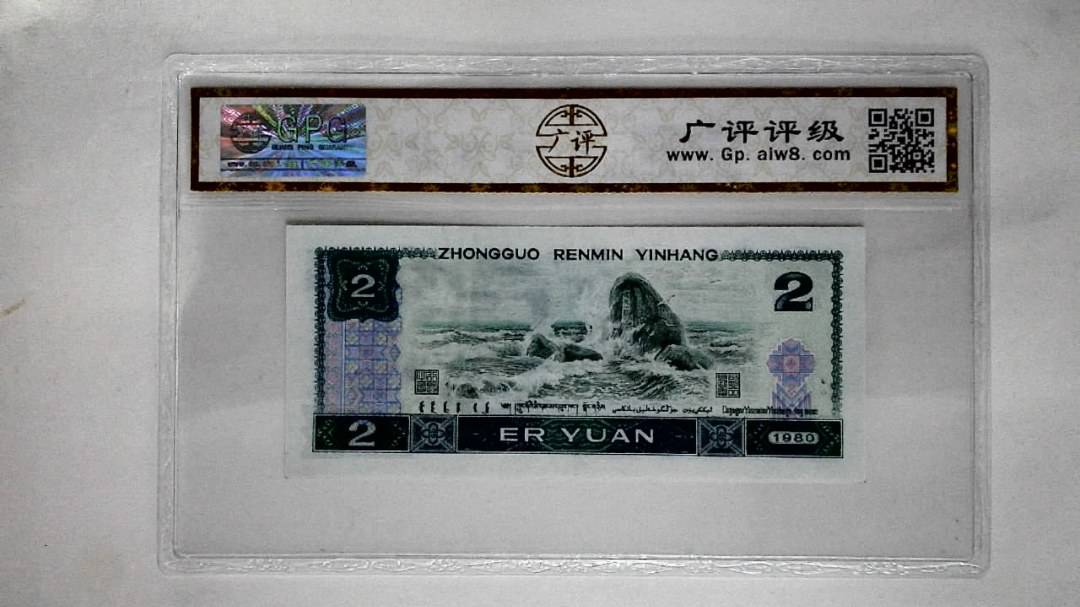 GPG
广评
广评评级
www. Gp. alw8. com
ZHONGGUO RENMIN YINHANG
2
2
2
ER YUAN
1980